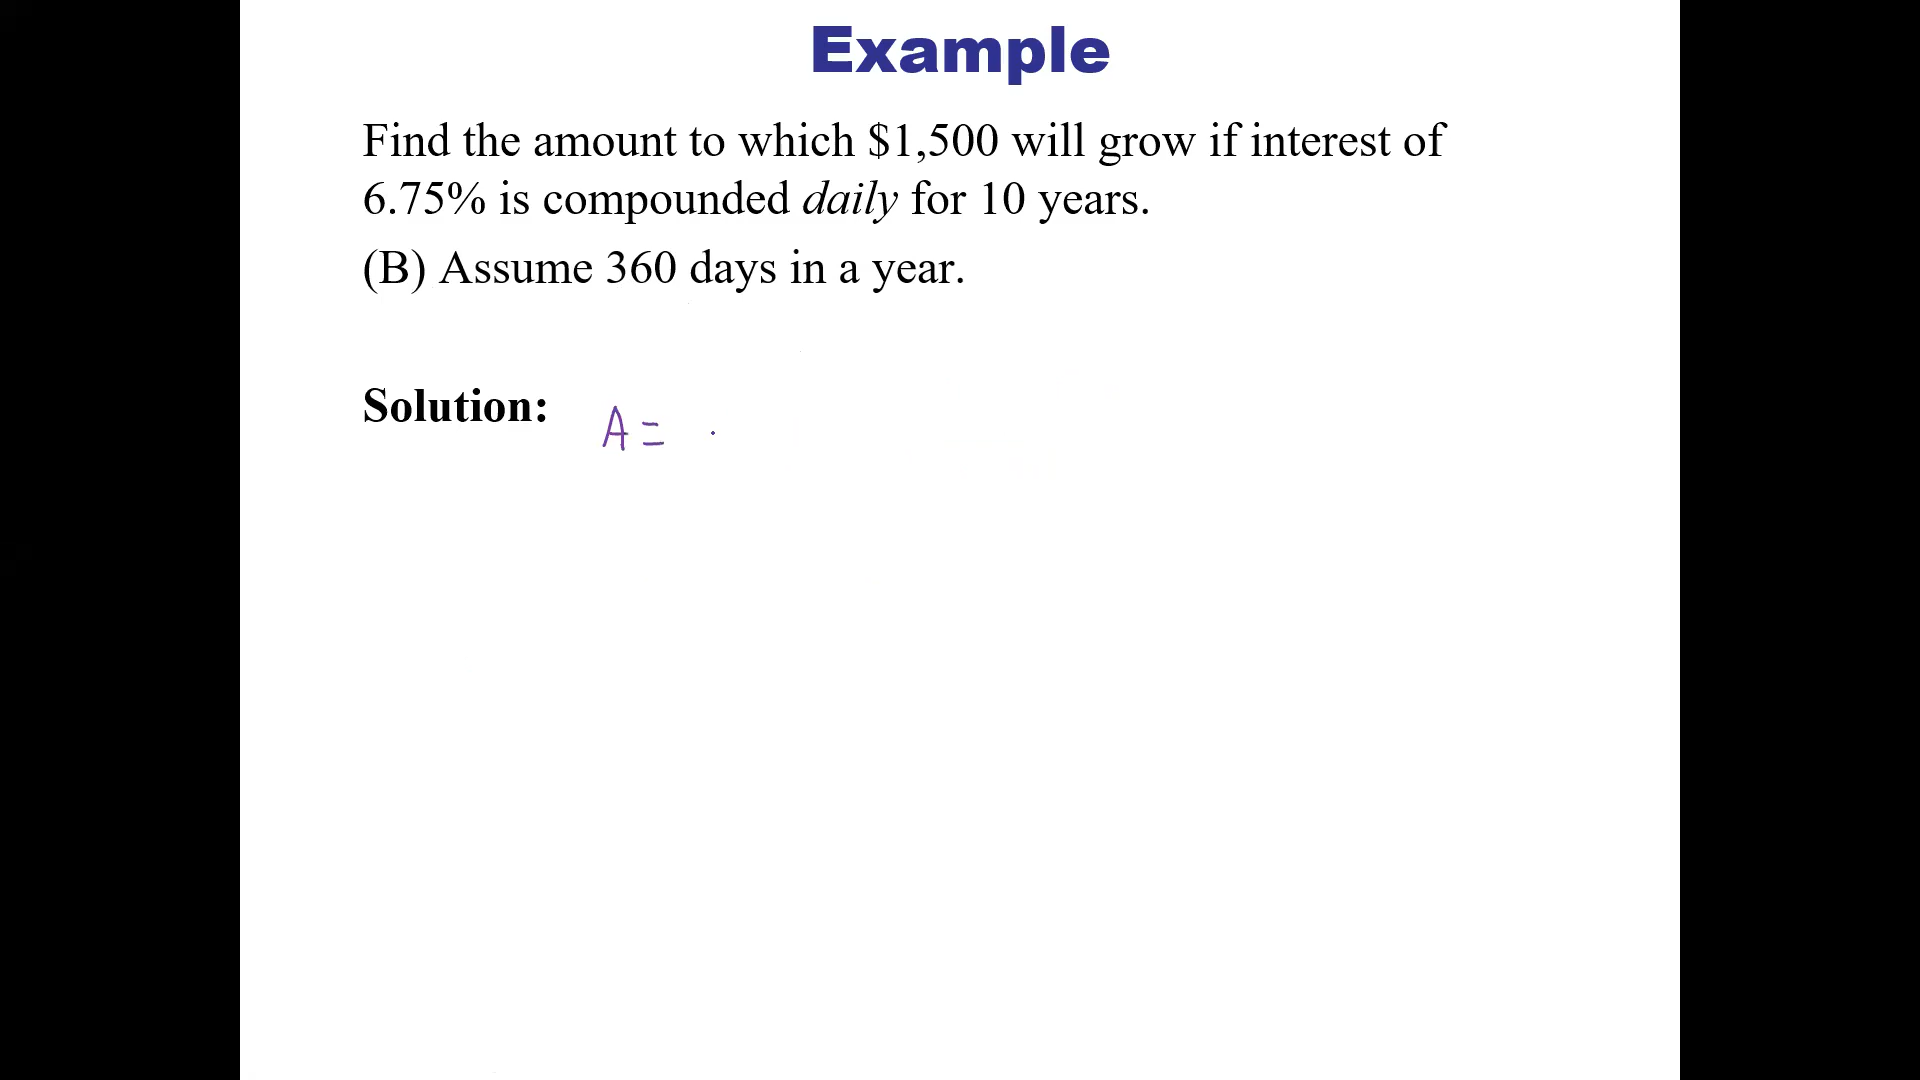 Example
Find the amount to which $1,500 will grow if interest of
6.75% is compounded daily for 10 years.
(B) Assume 360 days in a year.
Solution: A =